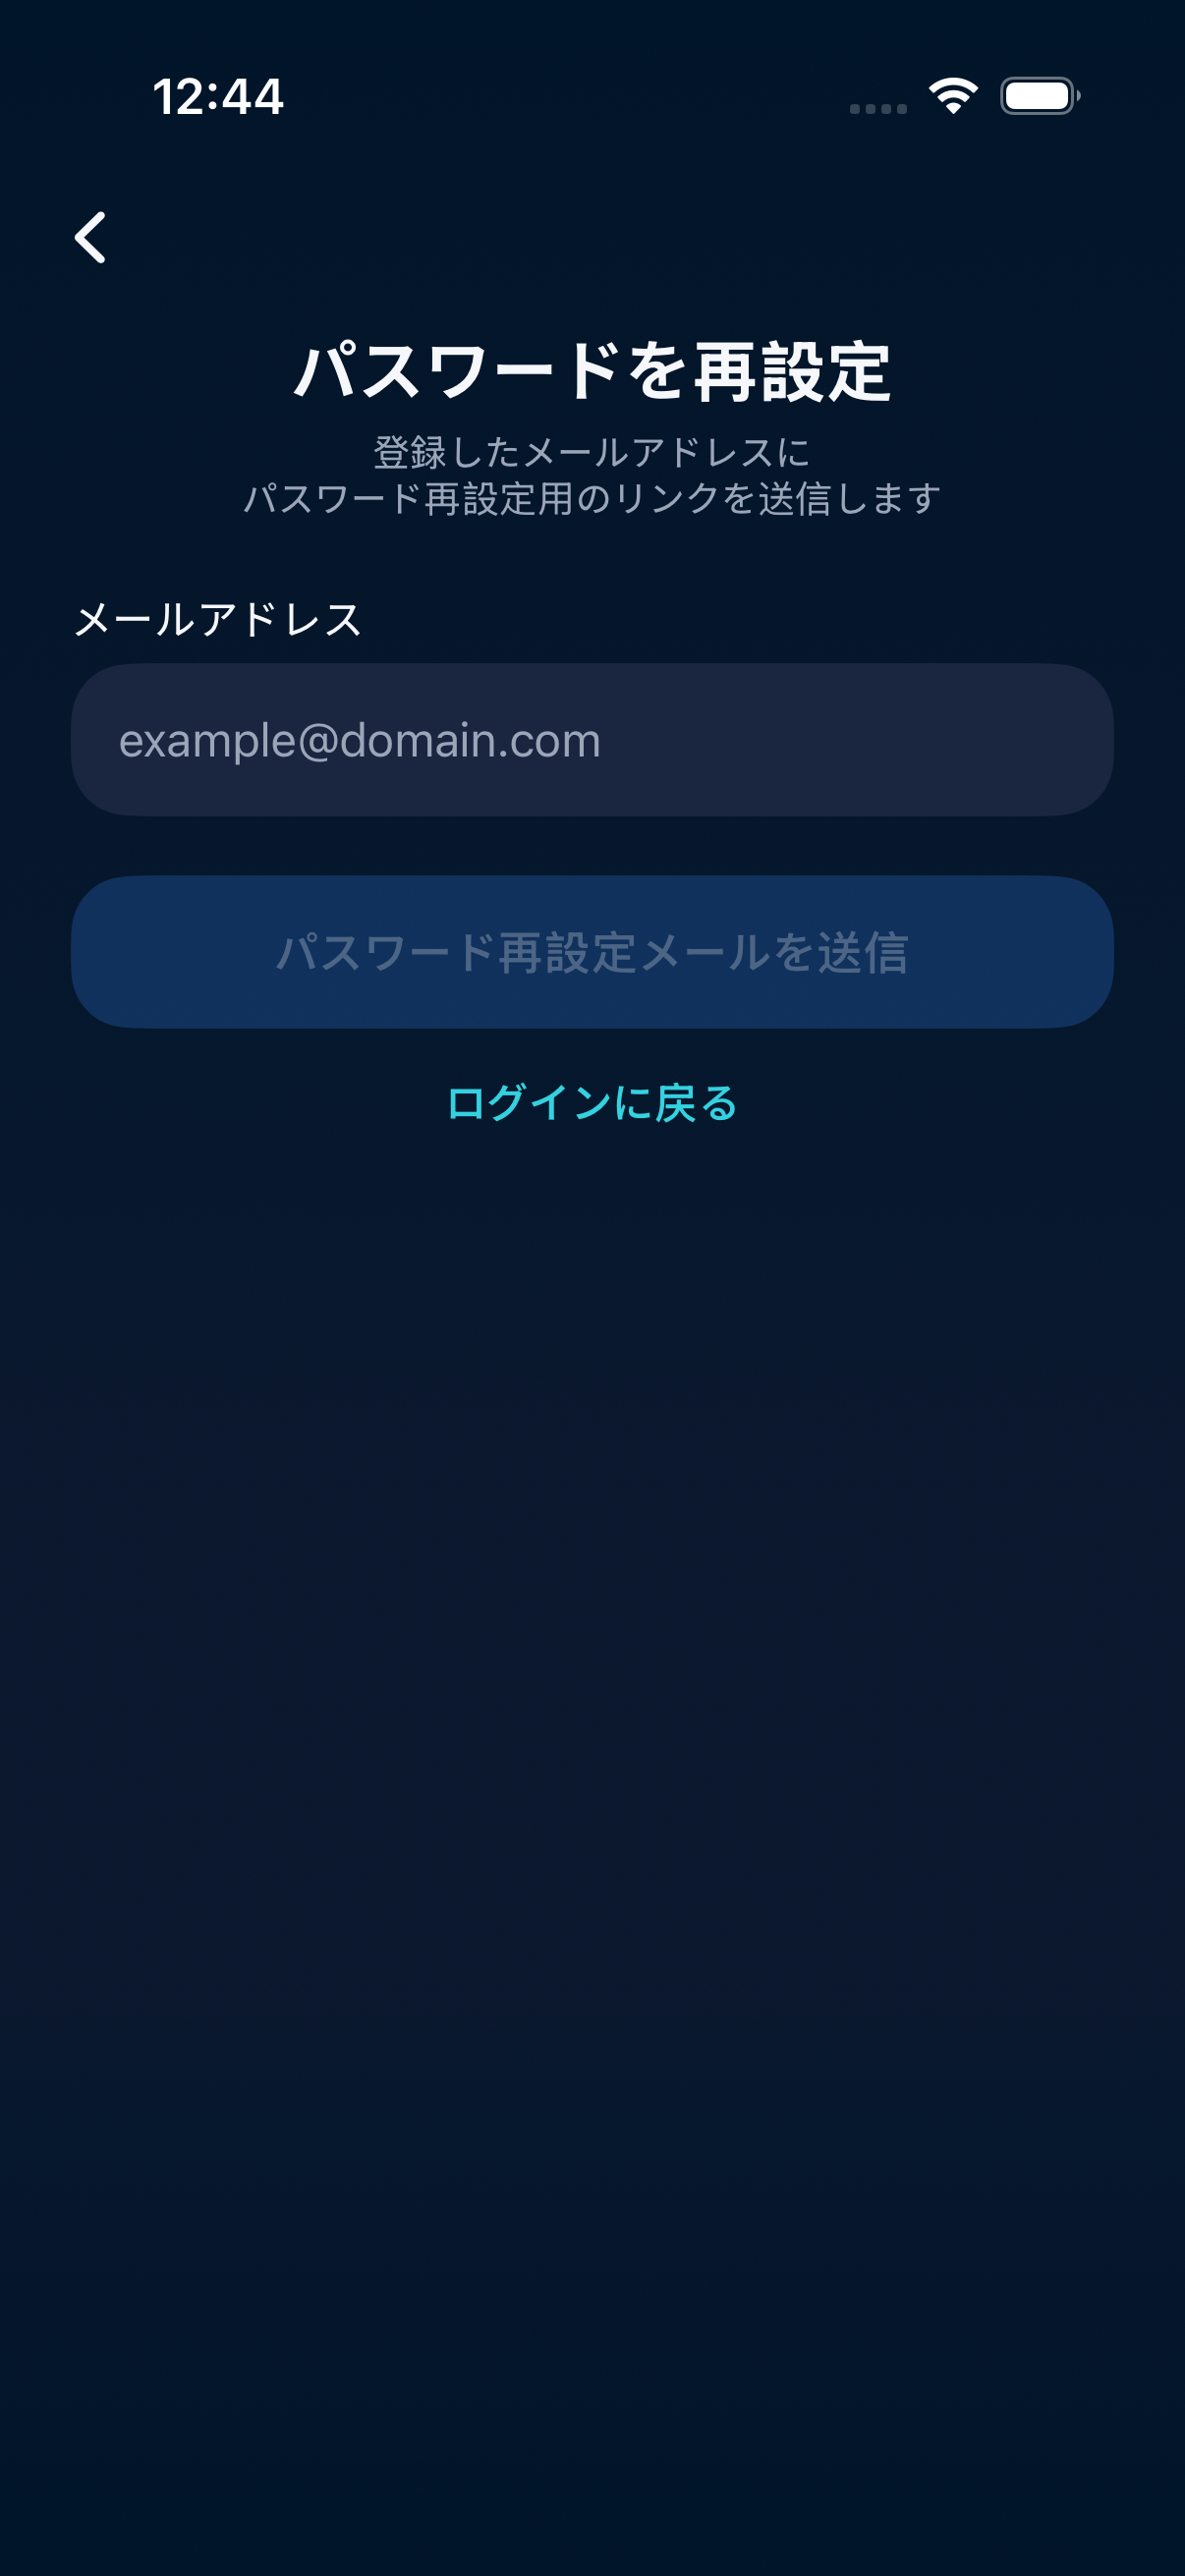 12:44
パスワードを再設定
登録したメールアドレスに
パスワード再設定用のリンクを送信します
メールアドレス
example@domain.com
パスワード再設定メールを送信
ログインに戻る